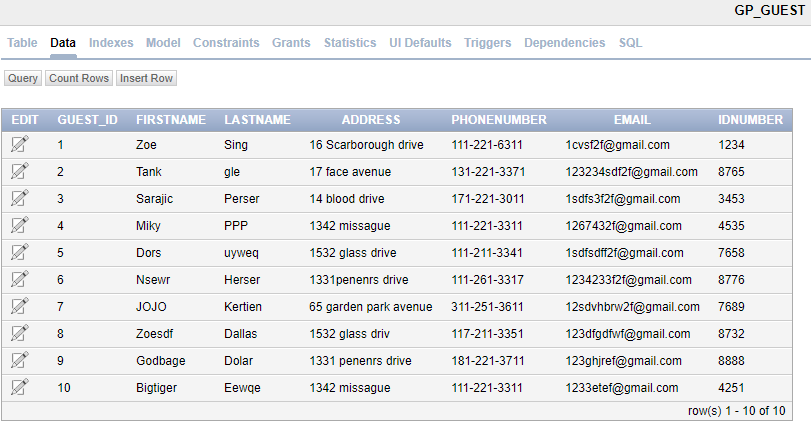 GP_GUEST
Table Data Indexes Model Constraints Grants Statistics UI Defaults Triggers Dependencies SQL
Query Count Rows Insert Row
EDIT GUEST_ID FIRSTNAME LASTNAME ADDRESS PHONENUMBER EMAIL IDNUMBER
1 Zoe Sing 16 Scarborough drive 111-221-6311 1cvsf2f@gmail.com 1234
2 Tank gle 17 face avenue 131-221-3371 123234sdf2f@gmail.com 8765
3 Sarajic Perser 14 blood drive 171-221-3011 1sdfs3f2f@gmail.com 3453
4 Miky PPP 1342 missague 111-221-3311 1267432f@gmail.com 4535
5 Dors uyweq 1532 glass drive 111-211-3341 1sdfsdff2f@gmail.com 7658
6 Nsewr Herser 1331penenrs drive 111-261-3317 1234233f2f@gmail.com 8776
7 JOJO Kertien 65 garden park avenue 311-251-3611 12sdvhbrw2f@gmail.com 7689
8 Zoesdf Dallas 1532 glass driv 117-211-3351 123dfgdfwf@gmail.com 8732
9 Godbage Dolar 1331 penenrs drive 181-221-3711 123ghjref@gmail.com 8888
10 Bigtiger Eewqe 1342 missague 111-221-3311 1233etef@gmail.com 4251
row(s) 1 - 10 of 10